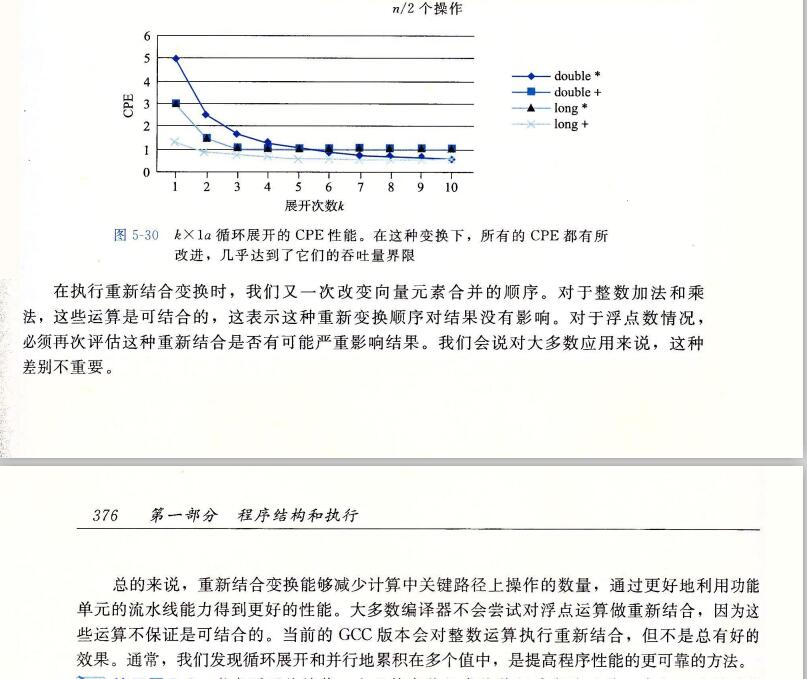 n/2 个操作
6
5
4
3
2
1
0
CPE
1 2 3 4 5 6 7 8 9 10
展开次数k
double *
double +
long *
long +
图 5-30 k×1a 循环展开的 CPE 性能。在这种变换下，所有的 CPE 都有所
改进，几乎达到了它们的吞吐量界限
在执行重新结合变换时，我们又一次改变向量元素合并的顺序。对于整数加法和乘
法，这些运算是可结合的，这表示这种重新变换顺序对结果没有影响。对于浮点数情况，
必须再次评估这种重新结合是否有可能严重影响结果。我们会说对大多数应用来说，这种
差别不重要。
376 第一部分 程序结构和执行
总的来说，重新结合变换能够减少计算中关键路径上操作的数量，通过更好地利用功能
单元的流水线能力得到更好的性能。大多数编译器不会尝试对浮点运算做重新结合，因为这
些运算不保证是可结合的。当前的 GCC 版本会对整数运算执行重新结合，但不是总有好的
效果。通常，我们发现循环展开和并行地累积在多个值中，是提高程序性能的更可靠的方法。